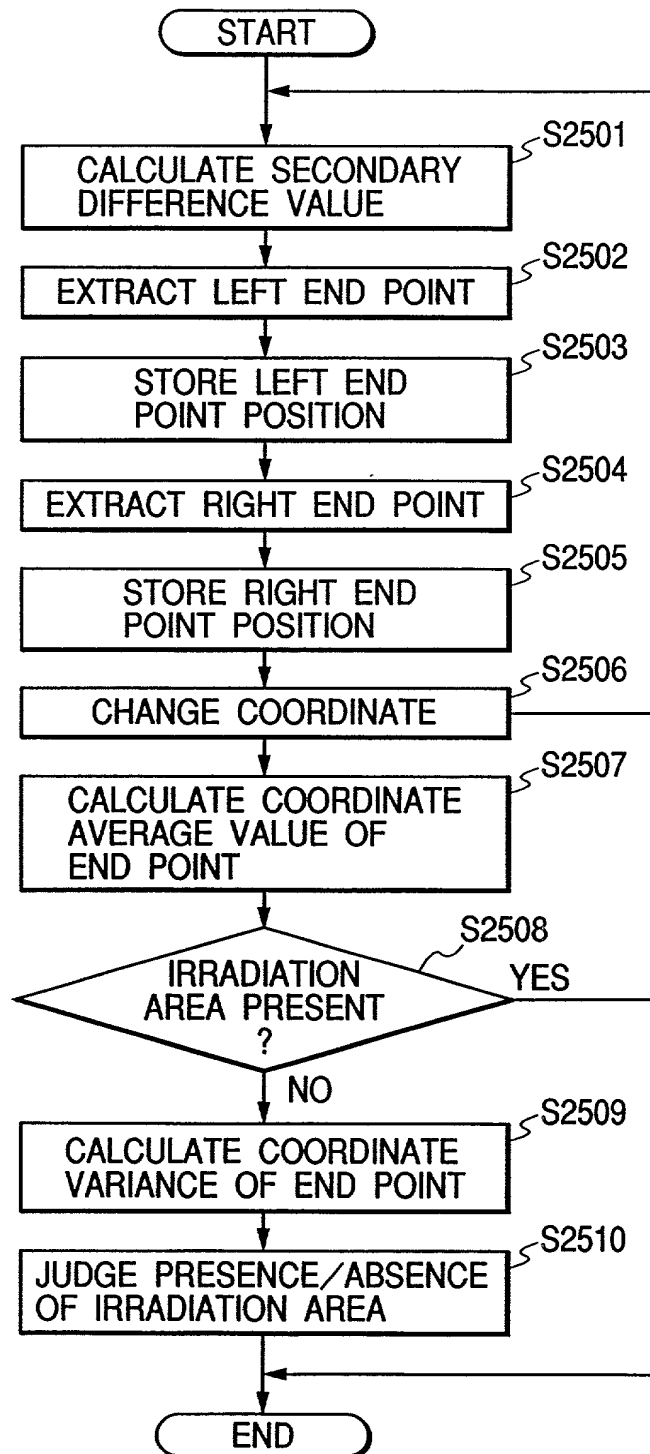 START
S2501
CALCULATE SECONDARY
DIFFERENCE VALUE
S2502
EXTRACT LEFT END POINT
S2503
STORE LEFT END
POINT POSITION
S2504
EXTRACT RIGHT END POINT
S2505
STORE RIGHT END
POINT POSITION
S2506
CHANGE COORDINATE
S2507
CALCULATE COORDINATE
AVERAGE VALUE OF
END POINT
S2508
IRRADIATION
AREA PRESENT
?
YES
NO
S2509
CALCULATE COORDINATE
VARIANCE OF END POINT
S2510
JUDGE PRESENCE/ABSENCE
OF IRRADIATION AREA
END